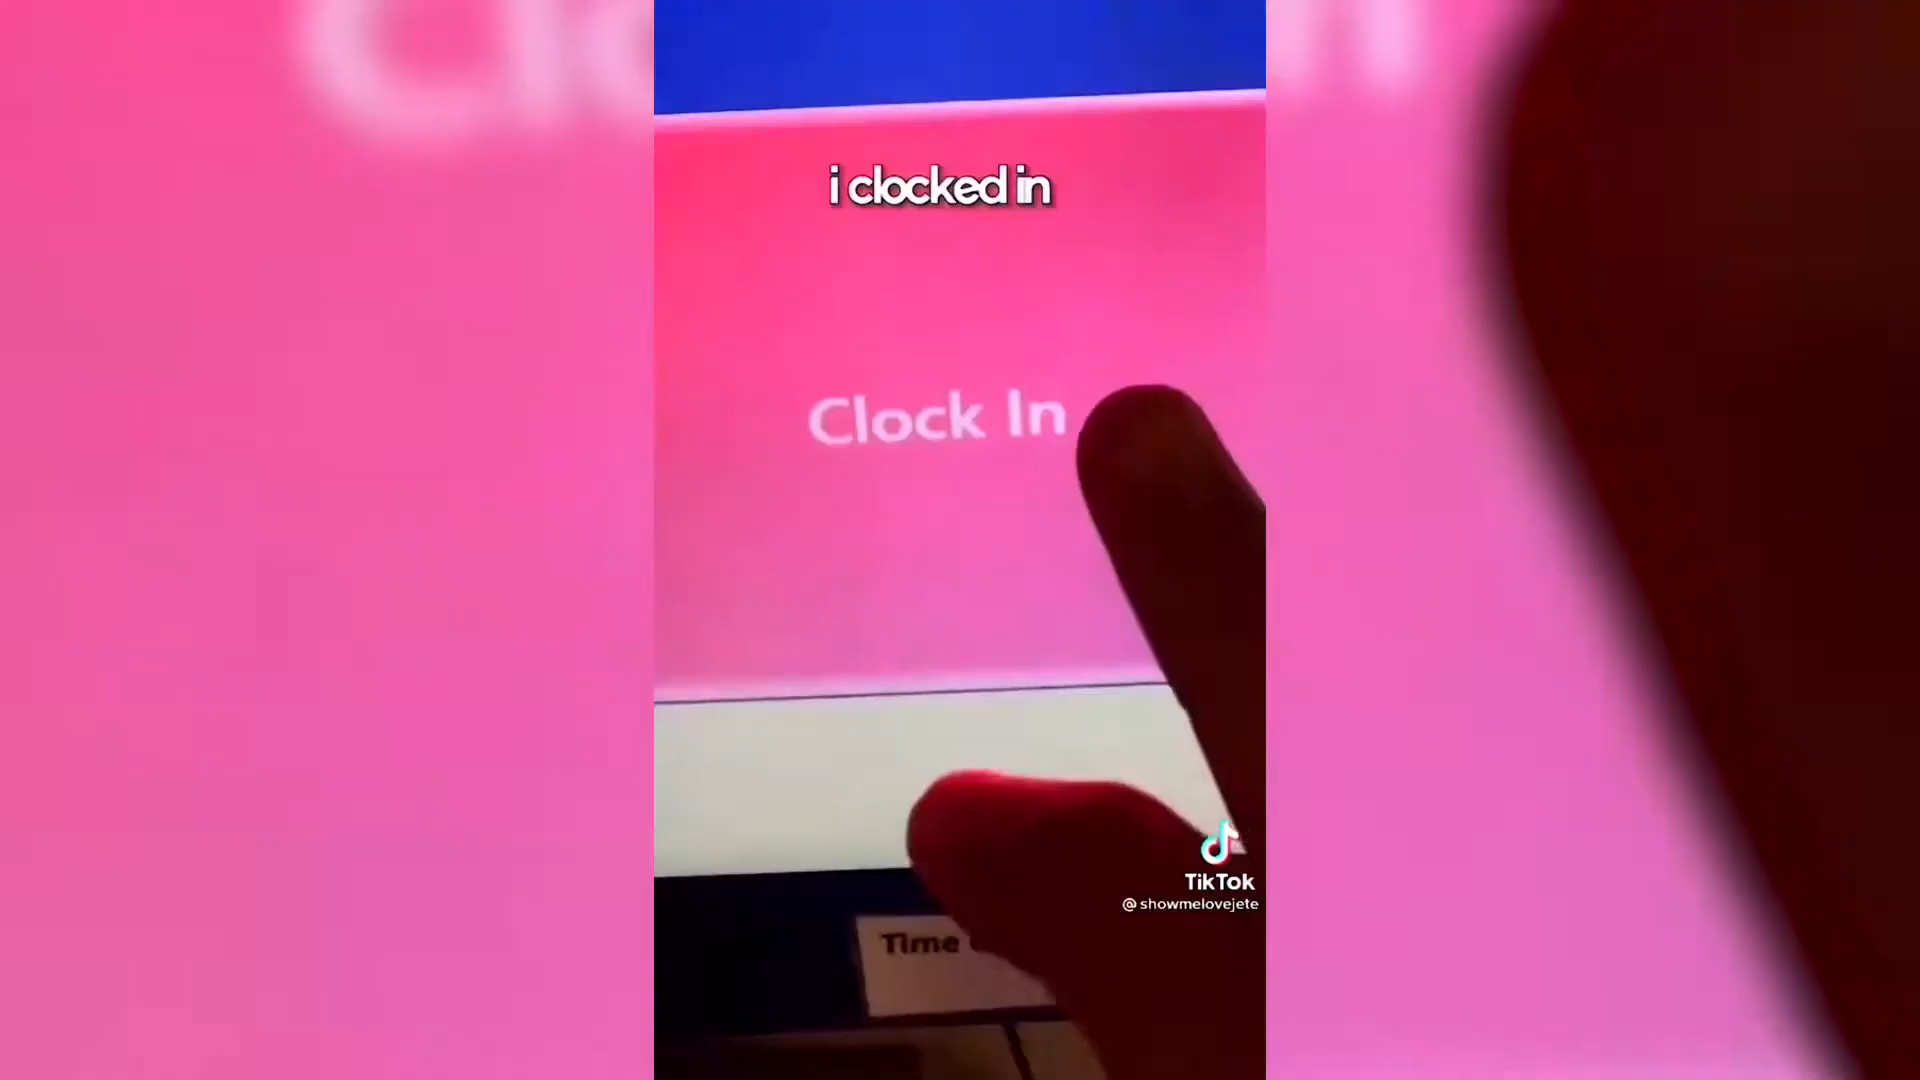 i clocked in
Clock In
Time
TikTok
@showmelovejete